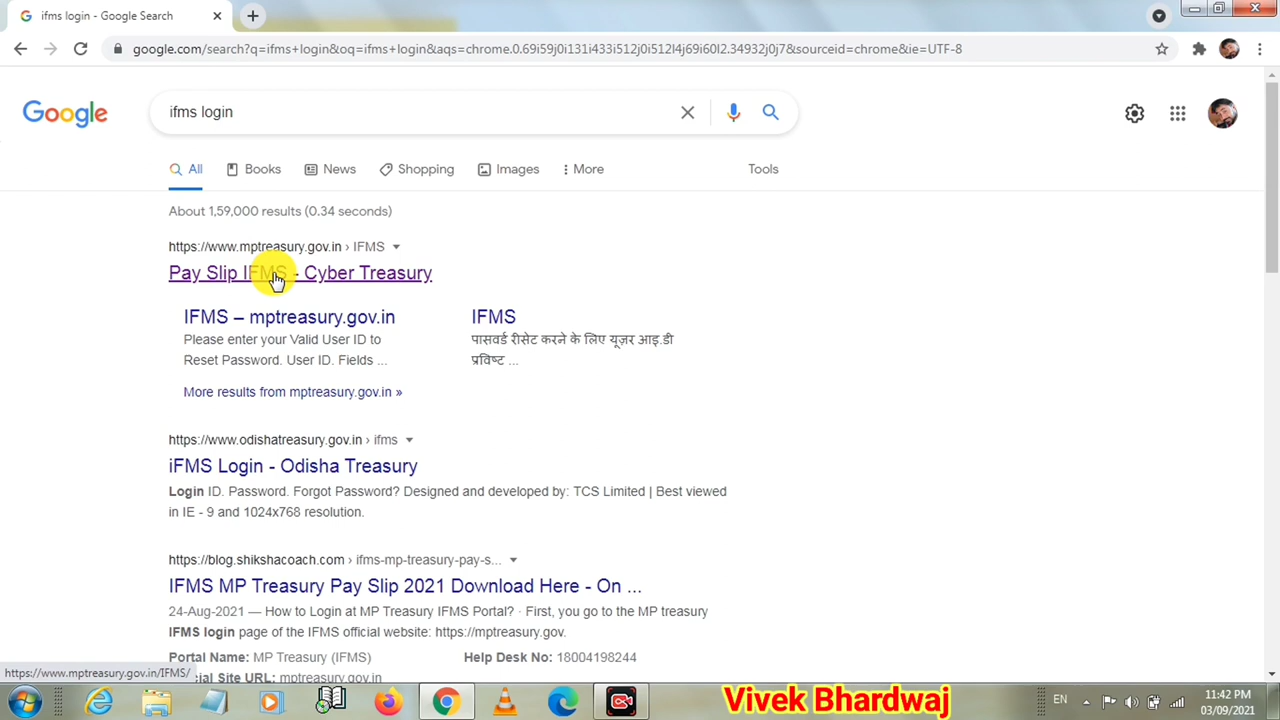 ifms login - Google Search
google.com/search?q=ifms+login&oq=ifms+login&aqs=chrome.0.69i59j0i131i433i512j0i512l4j69i60l2.34932j0j7&sourceid=chrome&ie=UTF-8
Google
ifms login
All
Books
News
Shopping
Images
More
Tools
About 1,59,000 results (0.34 seconds)
https://www.mptreasury.gov.in › IFMS
Pay Slip IFMS - Cyber Treasury
IFMS – mptreasury.gov.in
Please enter your Valid User ID to
Reset Password. User ID. Fields ...
IFMS
पासवर्ड रीसेट करने के लिए यूज़र आइ.डी
प्रविष्ट ...
More results from mptreasury.gov.in »
https://www.odishatreasury.gov.in › ifms
iFMS Login - Odisha Treasury
Login ID. Password. Forgot Password? Designed and developed by: TCS Limited | Best viewed
in IE - 9 and 1024x768 resolution.
https://blog.shikshacoach.com › ifms-mp-treasury-pay-s...
IFMS MP Treasury Pay Slip 2021 Download Here - On ...
24-Aug-2021 — How to Login at MP Treasury IFMS Portal? · First, you go to the MP treasury
IFMS login page of the IFMS official website: https://mptreasury.gov.
Portal Name: MP Treasury (IFMS)
Help Desk No: 18004198244
https://www.mptreasury.gov.in/IFMS/
Site URL: mptreasury.gov.in
Vivek Bhardwaj
EN
11:42 PM
03/09/2021